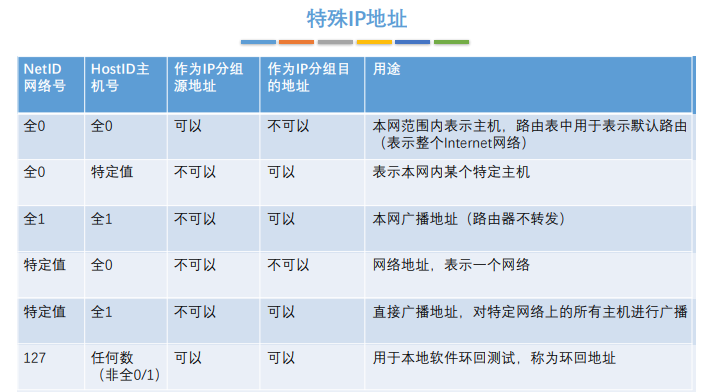 特殊IP地址
NetID网络号 HostID主机号 作为IP分组源地址 作为IP分组目的地址 用途
全0 全0 可以 不可以 本网范围内表示主机，路由表中用于表示默认路由（表示整个Internet网络）
全0 特定值 不可以 可以 表示本网内某个特定主机
全1 全1 不可以 可以 本网广播地址（路由器不转发）
特定值 全0 不可以 不可以 网络地址，表示一个网络
特定值 全1 不可以 可以 直接广播地址，对特定网络上的所有主机进行广播
127 任何数（非全0/1） 可以 可以 用于本地软件环回测试，称为环回地址